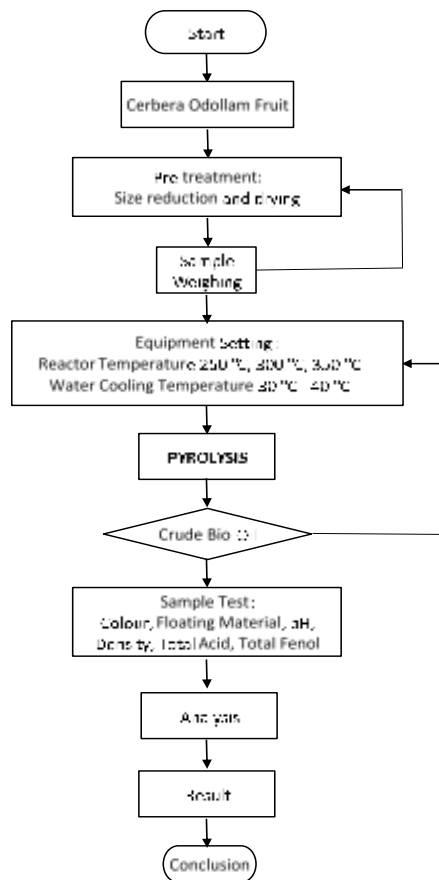 Start
Cerbera Odollam Fruit
Pre treatment:
Size reduction and drying
Sample
Weighing
Equipment Setting:
Reactor Temperature 250 °C, 300 °C, 350 °C
Water Cooling Temperature 30 °C - 40 °C
PYROLYSIS
Crude Bio Oil
Sample Test:
Colour, Floating Material, pH,
Density, Total Acid, Total Fenol
Analysis
Result
Conclusion